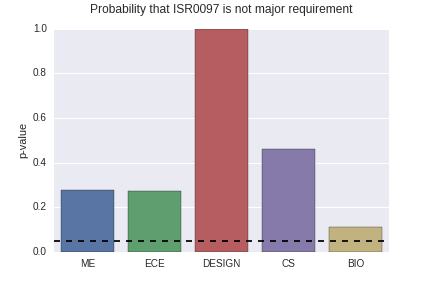 Probability that ISR0097 is not major requirement
1.0
0.8
0.6
0.4
0.2
0.0
p-value
ME ECE DESIGN CS BIO